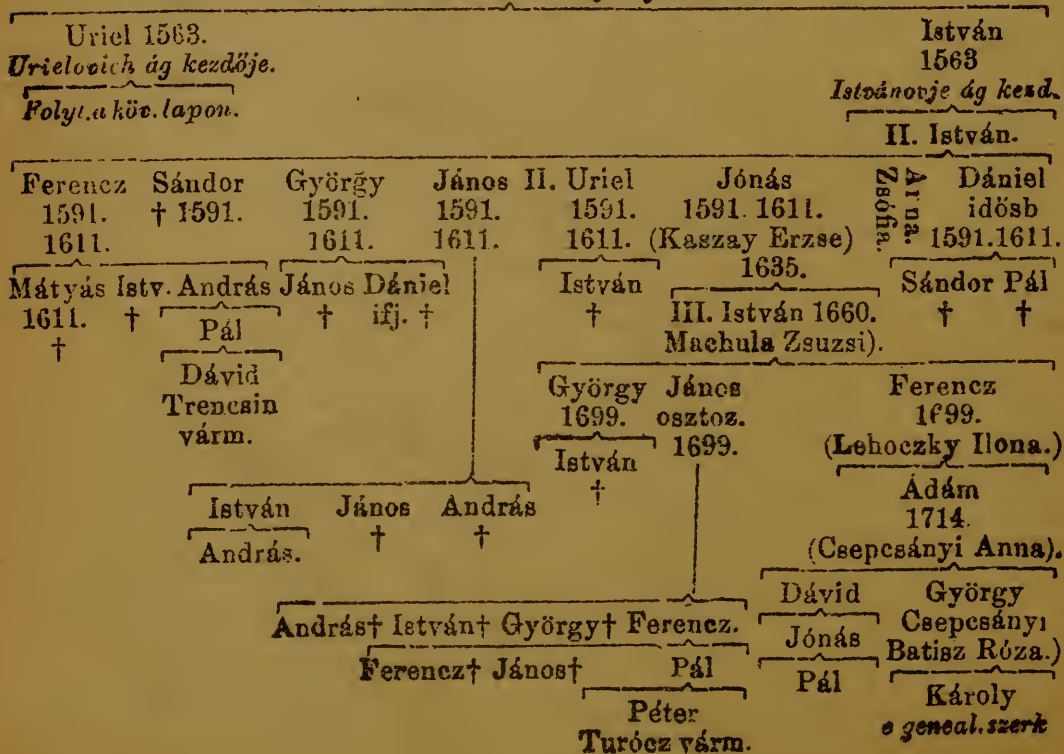 Uriel 1563. István
Urielovich ág kezdője. 1563
Folyt. a köv. lapon. Istvánovje ág kezd.
II. István.
Ferencz Sándor György János II. Uriel Jónás Zsófia. Anna. Dániel
1591. † 1591. 1591. 1591. 1591. 1591. 1611. idősb
1611. 1611. 1611. 1611. (Kaszay Erzse) 1591. 1611.
Mátyás Istv. András János Dániel István 1635. Sándor Pál
1611. † Pál † ifj. † † III. István 1660. † †
† Machula Zsuzsi).
Dávid György János Ferencz
Trencsin 1699. osztoz. 1699.
várm. István 1699. (Lehoczky Ilona.)
†
István János András Ádám
András. † † 1714.
(Csepcsányi Anna).
Dávid György
András† István† György† Ferencz. Jónás Csepcsányi
Ferencz† János† Pál Pál Batisz Róza.)
Péter Károly
Turócz várm. e geneal. szerk